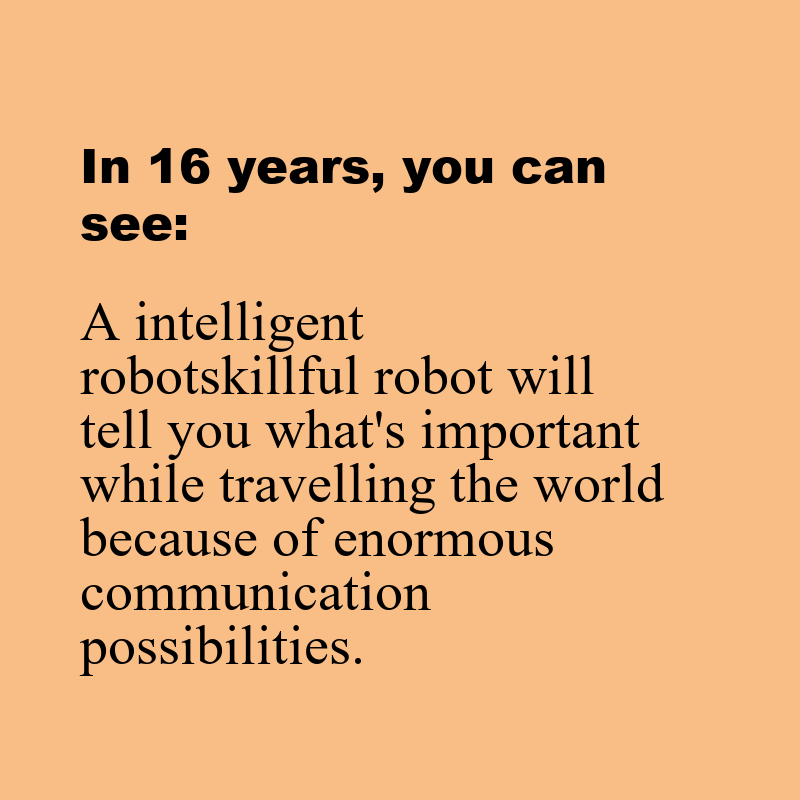 In 16 years, you can
see:
A intelligent
robotskillful robot will
tell you what's important
while travelling the world
because of enormous
communication
possibilities.